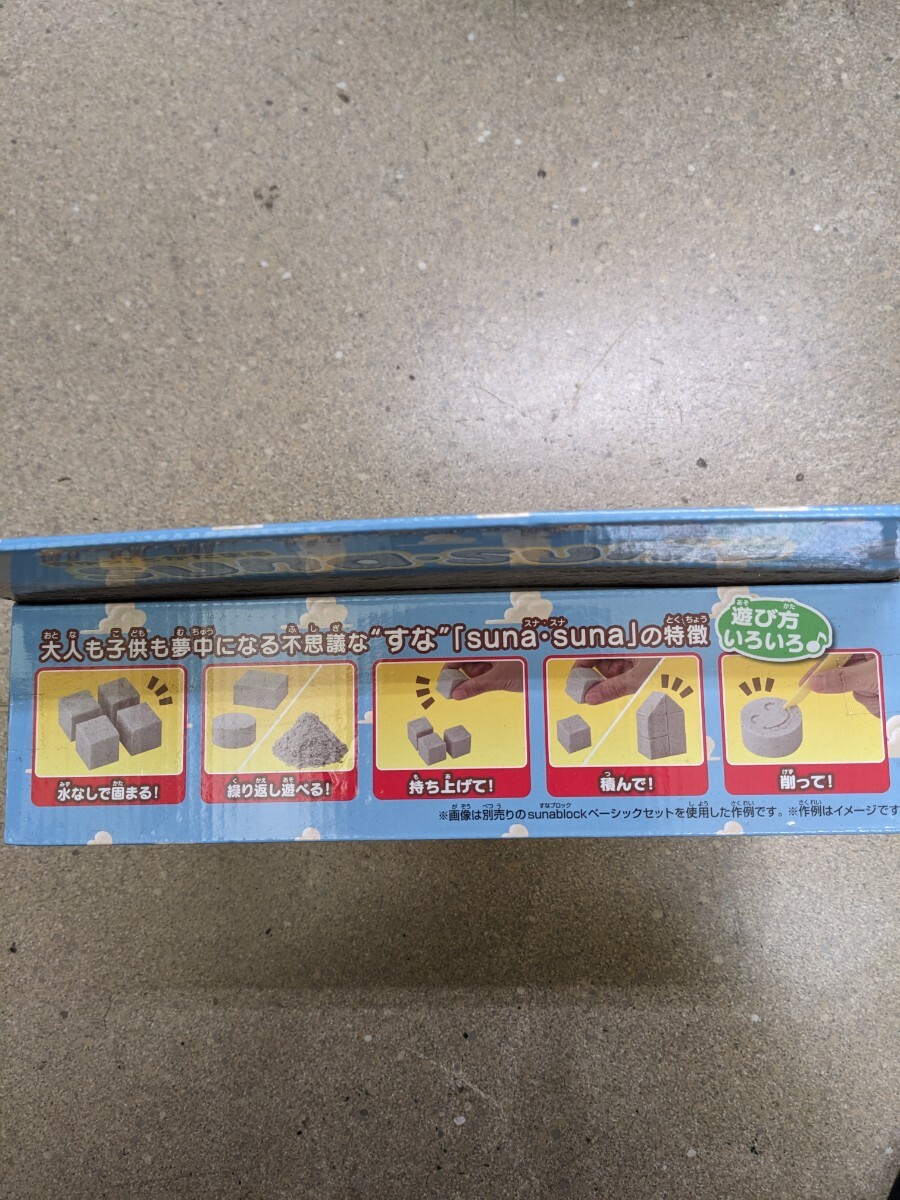 大人も子供も夢中になる不思議な"すな"「suna・suna」の特徴
遊び方
いろいろ♪
水なしで固まる!
繰り返し遊べる!
持ち上げて!
積んで!
削って!
※画像は別売りのsunablockベーシックセットを使用した作例です。※作例はイメージです